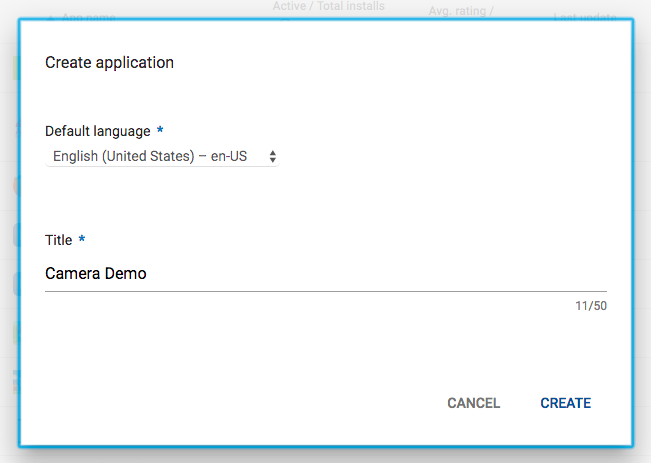 Active / Total installs
App name
Avg. rating /
Last update
Create application
Default language *
English (United States) – en-US
Title *
Camera Demo
11/50
CANCEL
CREATE